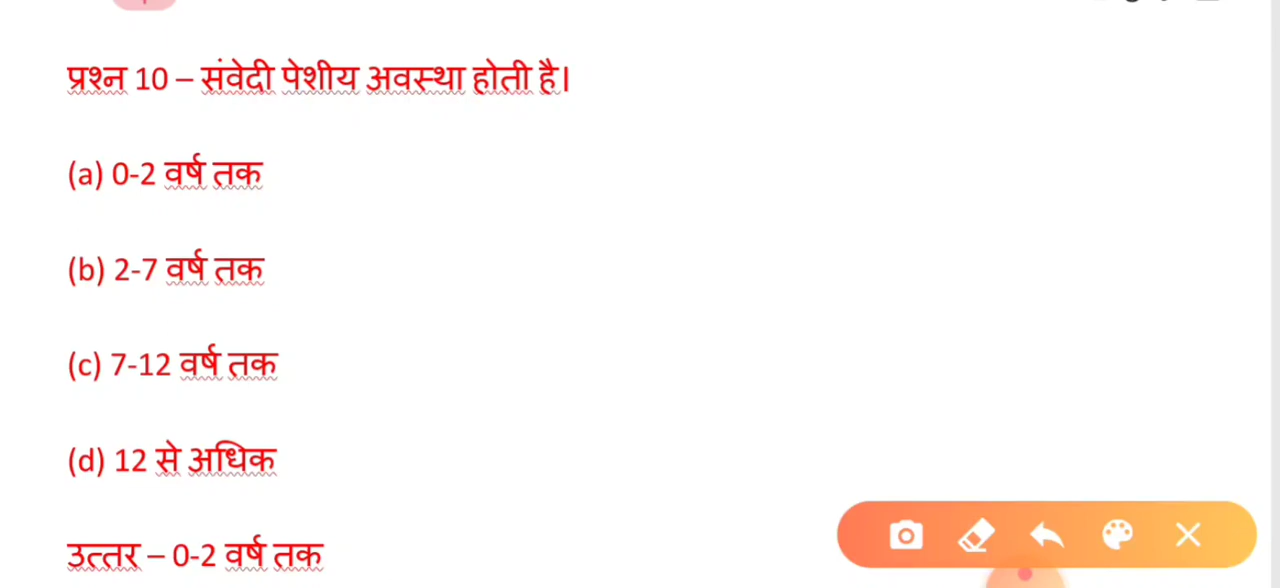 प्रश्न 10 – संवेदी पेशीय अवस्था होती है।
(a) 0-2 वर्ष तक
(b) 2-7 वर्ष तक
(c) 7-12 वर्ष तक
(d) 12 से अधिक
उत्तर – 0-2 वर्ष तक